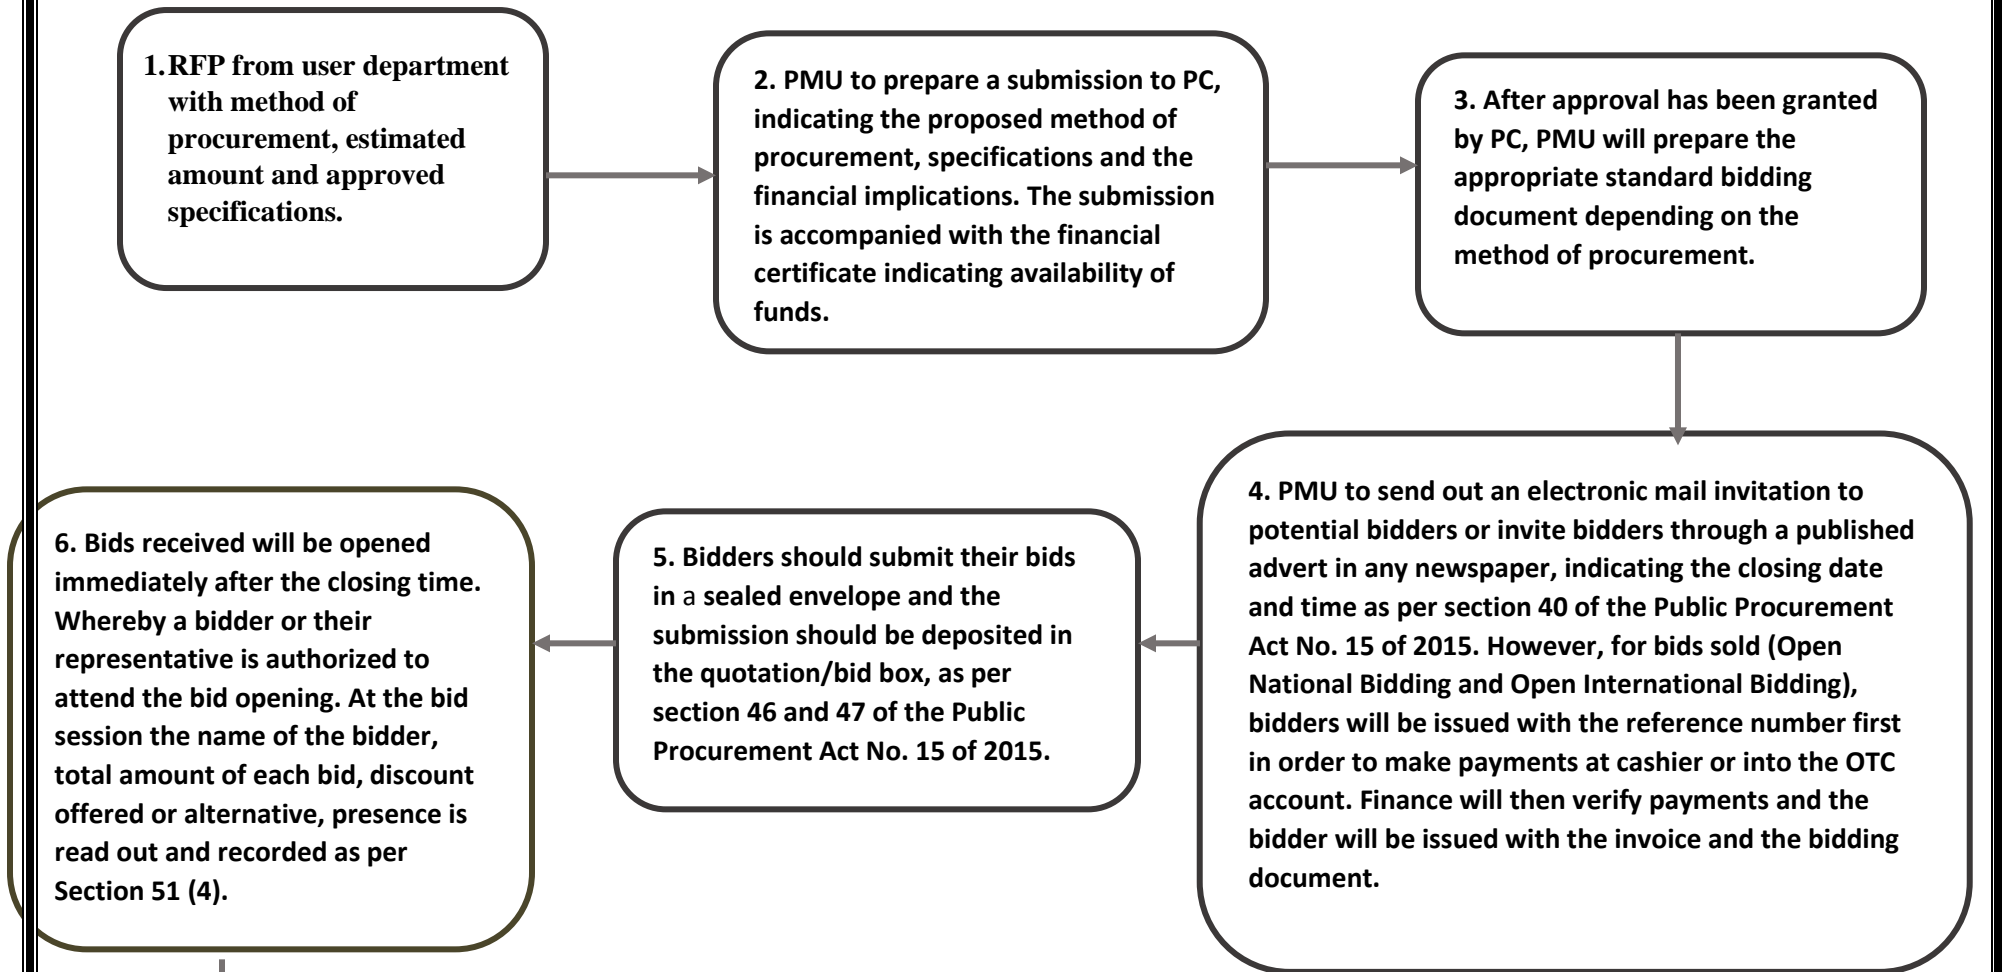 1. RFP from user department
with method of
procurement, estimated
amount and approved
specifications.
2. PMU to prepare a submission to PC,
indicating the proposed method of
procurement, specifications and the
financial implications. The submission
is accompanied with the financial
certificate indicating availability of
funds.
3. After approval has been granted
by PC, PMU will prepare the
appropriate standard bidding
document depending on the
method of procurement.
4. PMU to send out an electronic mail invitation to
potential bidders or invite bidders through a published
advert in any newspaper, indicating the closing date
and time as per section 40 of the Public Procurement
Act No. 15 of 2015. However, for bids sold (Open
National Bidding and Open International Bidding),
bidders will be issued with the reference number first
in order to make payments at cashier or into the OTC
account. Finance will then verify payments and the
bidder will be issued with the invoice and the bidding
document.
5. Bidders should submit their bids
in a sealed envelope and the
submission should be deposited in
the quotation/bid box, as per
section 46 and 47 of the Public
Procurement Act No. 15 of 2015.
6. Bids received will be opened
immediately after the closing time.
Whereby a bidder or their
representative is authorized to
attend the bid opening. At the bid
session the name of the bidder,
total amount of each bid, discount
offered or alternative, presence is
read out and recorded as per
Section 51 (4).